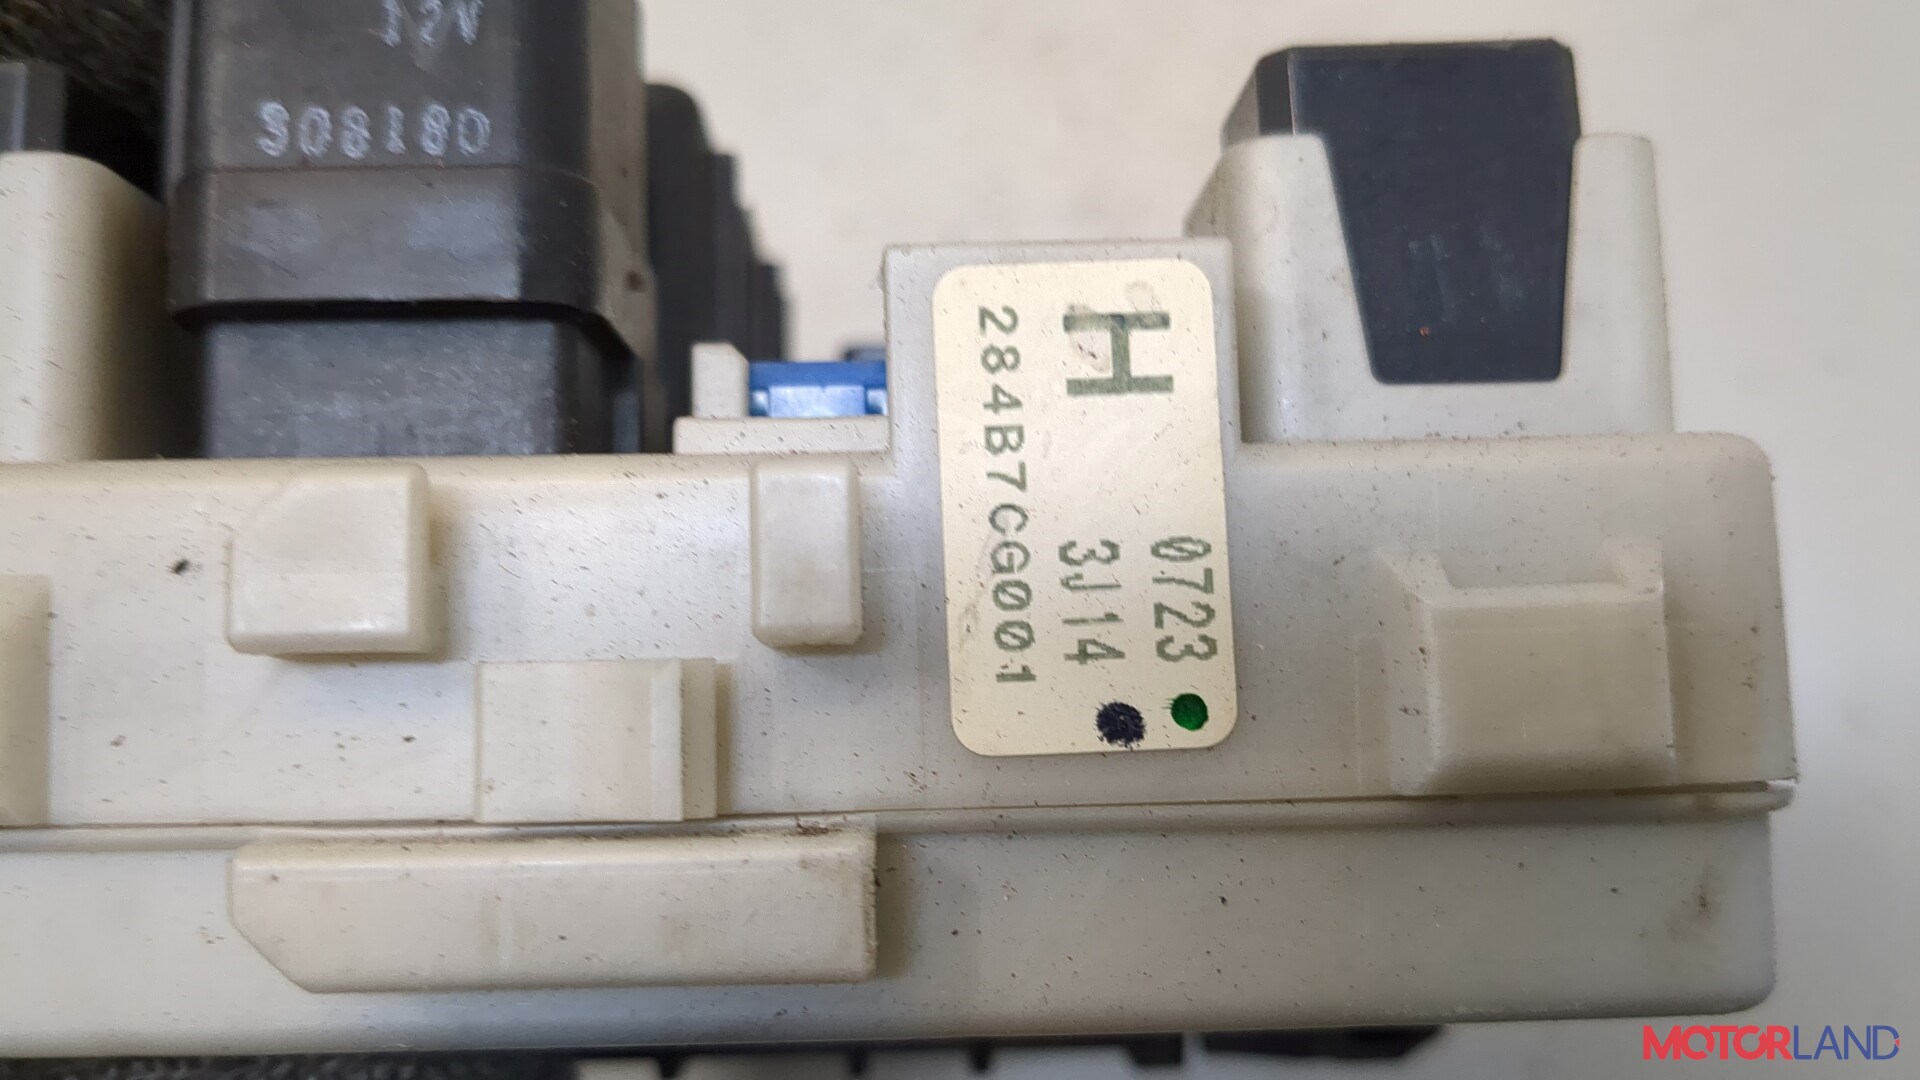 12V
308180
H
0723
3J14
284B7CG001
MOTORLAND